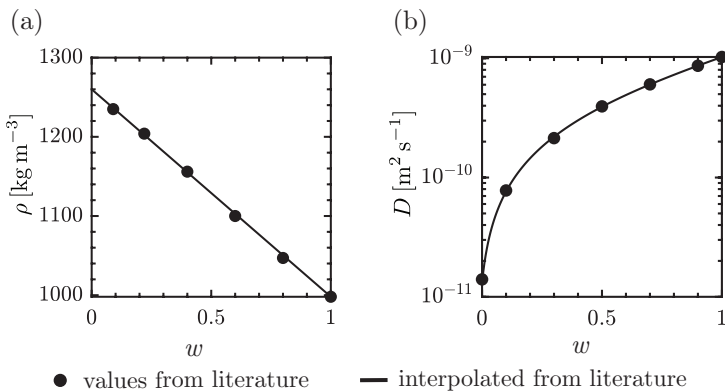 (a)
1300
1200
1100
1000
0
0.5
1
ρ [kg m⁻³]
w
(b)
10⁻⁹
10⁻¹⁰
10⁻¹¹
0
0.5
1
D [m² s⁻¹]
w
values from literature
interpolated from literature